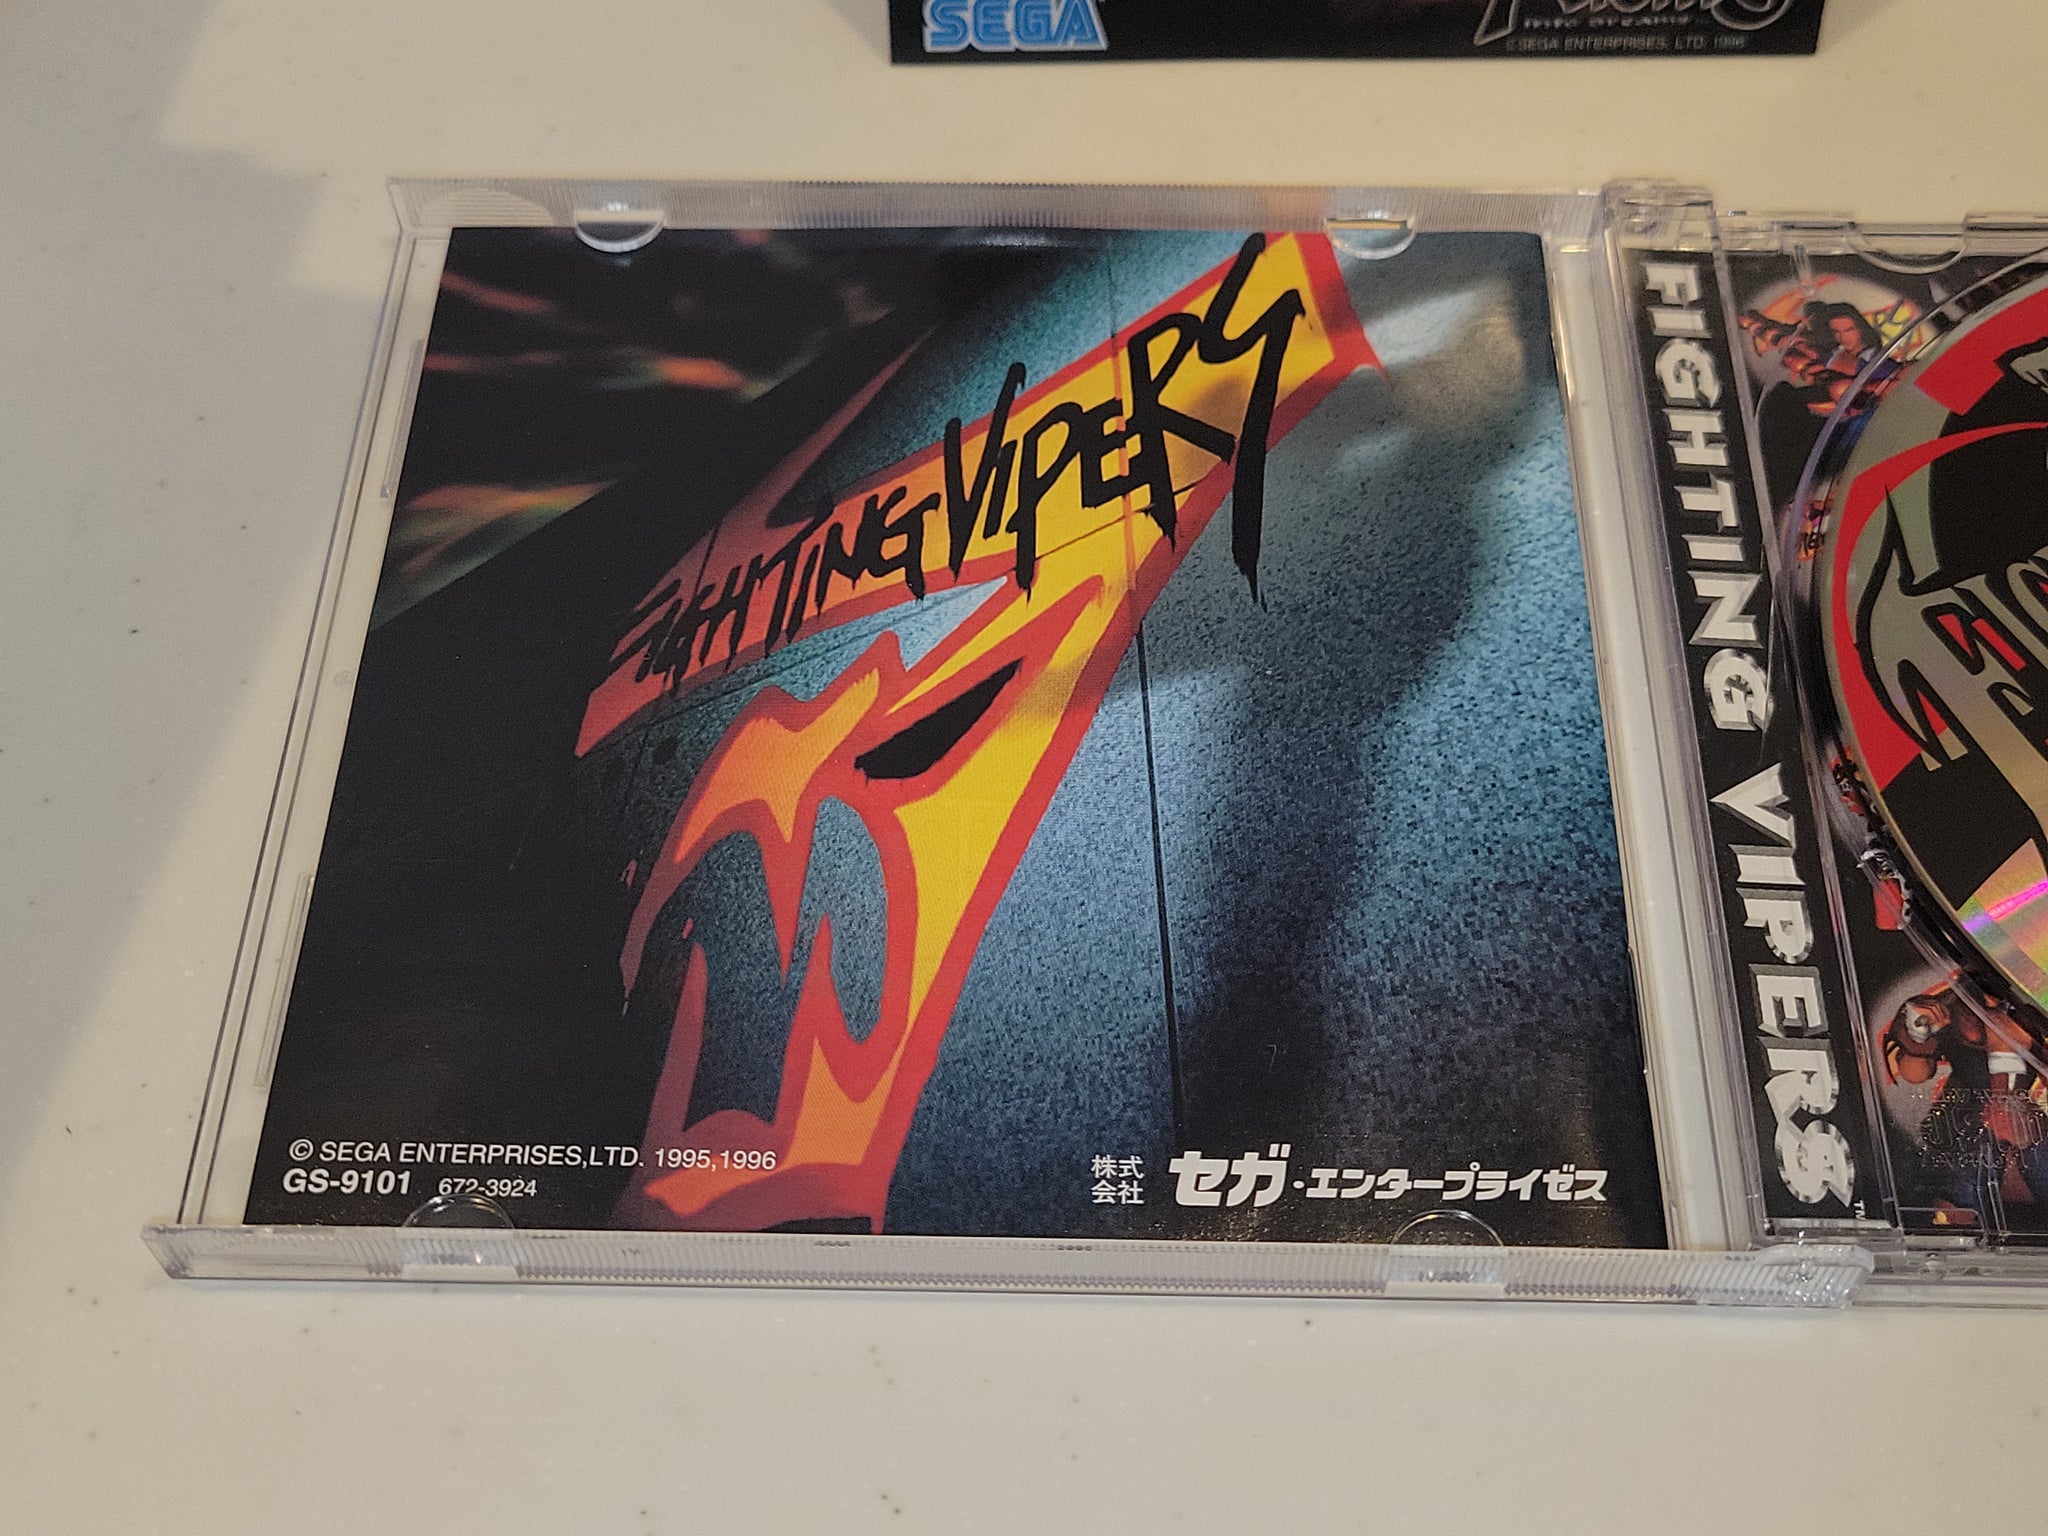 SEGA
© SEGA ENTERPRISES, LTD. 1996
FIGHTING VIPERS
© SEGA ENTERPRISES,LTD. 1995,1996
GS-9101 672-3924
株式
会社
セガ・エンタープライゼス
FIGHTING VIPERS™